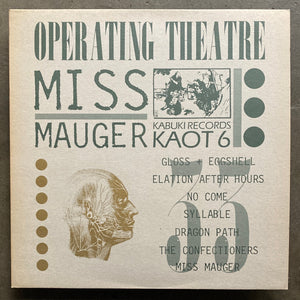 OPERATING THEATRE
MISS
MAUGER
KABUKI RECORDS
KAOT 6
33
GLOSS + EGGSHELL
ELATION AFTER HOURS
NO COME
SYLLABLE
DRAGON PATH
THE CONFECTIONERS
MISS MAUGER